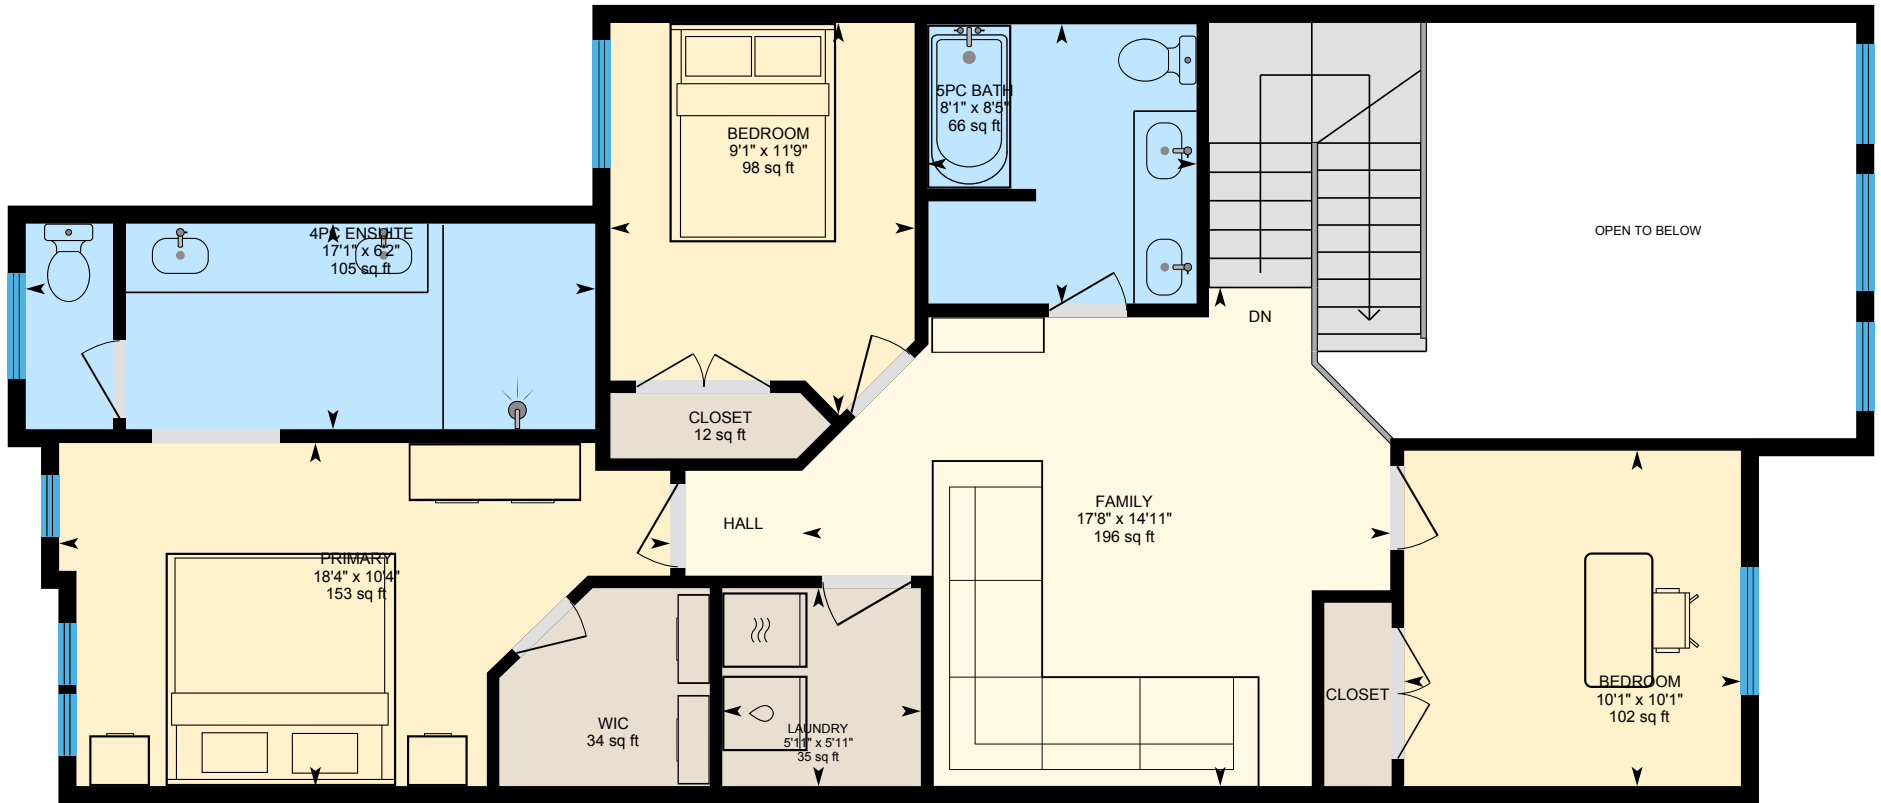 BEDROOM
9'1" x 11'9"
98 sq ft
5PC BATH
8'1" x 8'5"
66 sq ft
4PC ENSUITE
17'1" x 6'2"
105 sq ft
OPEN TO BELOW
DN
CLOSET
12 sq ft
HALL
FAMILY
17'8" x 14'11"
196 sq ft
PRIMARY
18'4" x 10'4"
153 sq ft
WIC
34 sq ft
LAUNDRY
5'11" x 5'11"
35 sq ft
CLOSET
BEDROOM
10'1" x 10'1"
102 sq ft